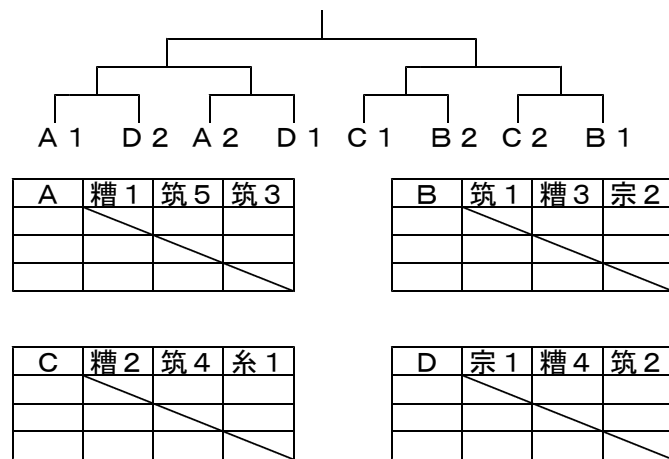 A1 D2 A2 D1 C1 B2 C2 B1
A 糟1 筑5 筑3
B 筑1 糟3 宗2
C 糟2 筑4 糸1
D 宗1 糟4 筑2